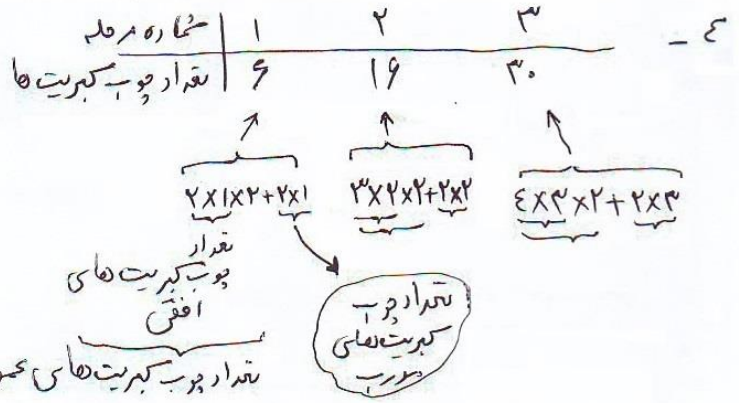 ۴ -
شماره مرحله | ۱ ۲ ۳
تعداد چوب کبریت ها | ۶ ۱۶ ۳۰
۲×۱×۲+۲×۱ ۳×۲×۲+۲×۲ ۴×۳×۲+۲×۳
تعداد
چوب کبریت های
افقی
تعداد چوب کبریت های عمو
تعداد چوب
کبریت های
مورب